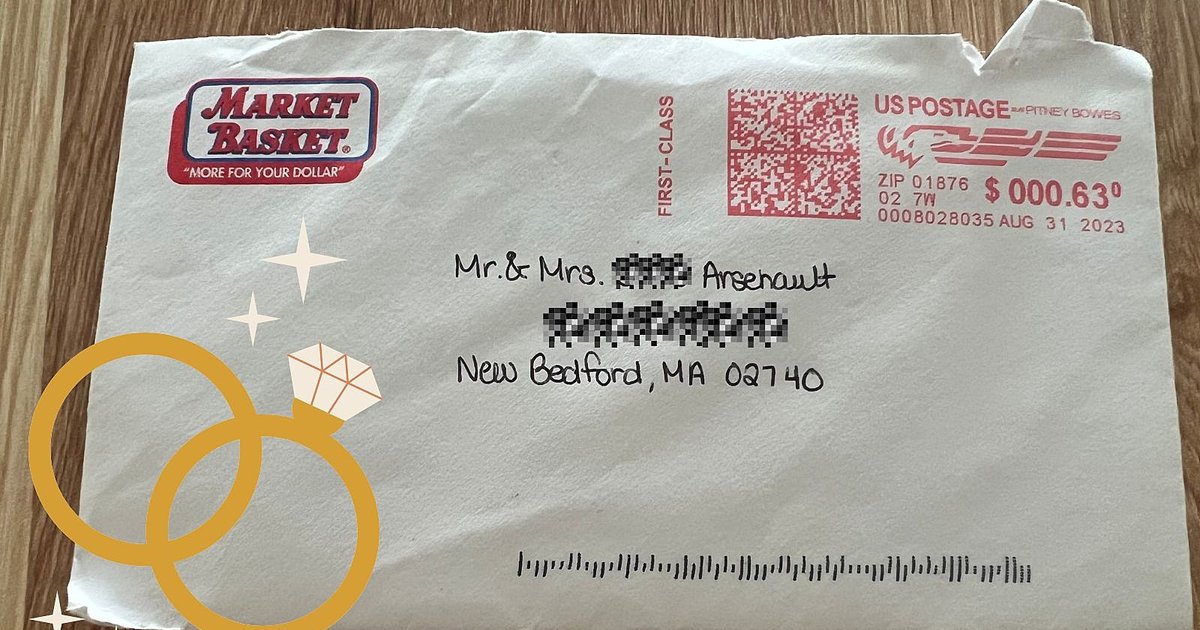 MARKET
BASKET®
"MORE FOR YOUR DOLLAR"
FIRST-CLASS
US POSTAGE PITNEY BOWES
ZIP 01876
02 7W
$ 000.63⁰
0008028035 AUG 31 2023
Mr. & Mrs. Arsenault
New Bedford, MA 02740